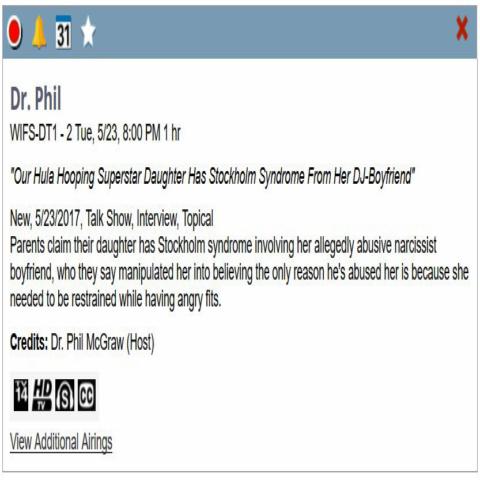 31
Dr. Phil
WIFS-DT1 - 2 Tue, 5/23, 8:00 PM 1 hr
"Our Hula Hooping Superstar Daughter Has Stockholm Syndrome From Her DJ-Boyfriend"
New, 5/23/2017, Talk Show, Interview, Topical
Parents claim their daughter has Stockholm syndrome involving her allegedly abusive narcissist
boyfriend, who they say manipulated her into believing the only reason he's abused her is because she
needed to be restrained while having angry fits.
Credits: Dr. Phil McGraw (Host)
14 HD TV S CC
View Additional Airings